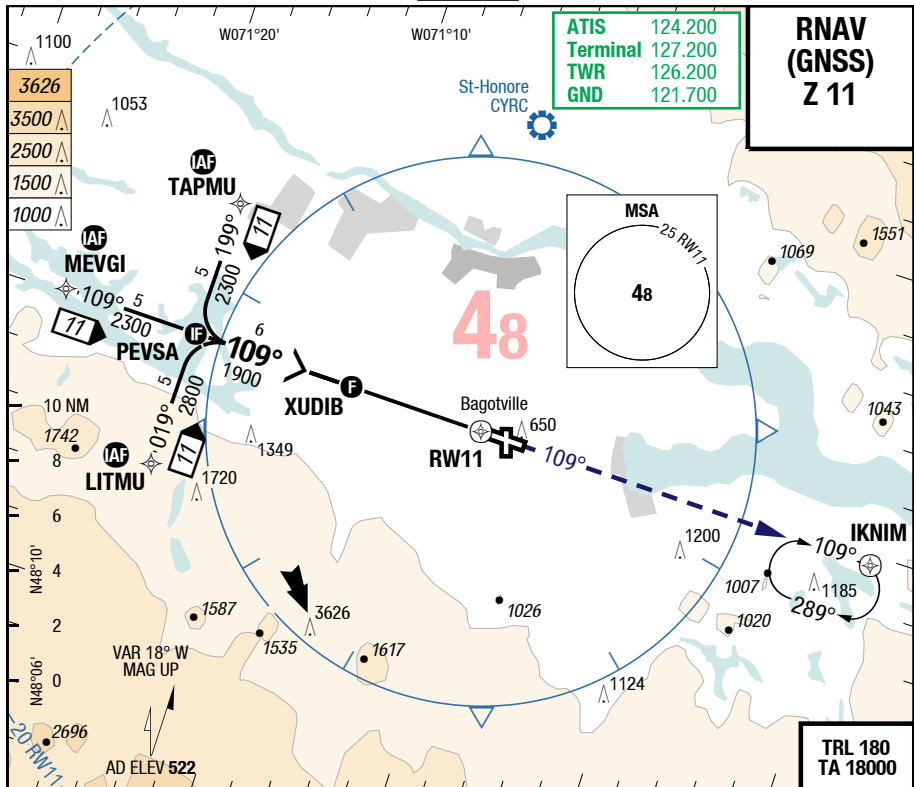 W071°20'
W071°10'
ATIS 124.200
Terminal 127.200
TWR 126.200
GND 121.700
RNAV
(GNSS)
Z 11
1100
3626
3500
2500
1500
1000
1053
St-Honore
CYRC
IAF
TAPMU
199°
11
5
2300
IAF
MEVGI
109°
5
2300
11
IF
PEVSA
6
109°
1900
MSA
25 RW11
48
48
1069
1551
XUDIB
F
Bagotville
650
RW11
109°
1043
5
2800
019°
11
IAF
LITMU
10 NM
1742
8
6
4
2
0
N48°10'
N48°06'
1349
1720
1200
IKNIM
109°
289°
1007
1185
1020
1587
1535
3626
1617
1026
1124
VAR 18° W
MAG UP
2696
20 RW11
AD ELEV 522
TRL 180
TA 18000